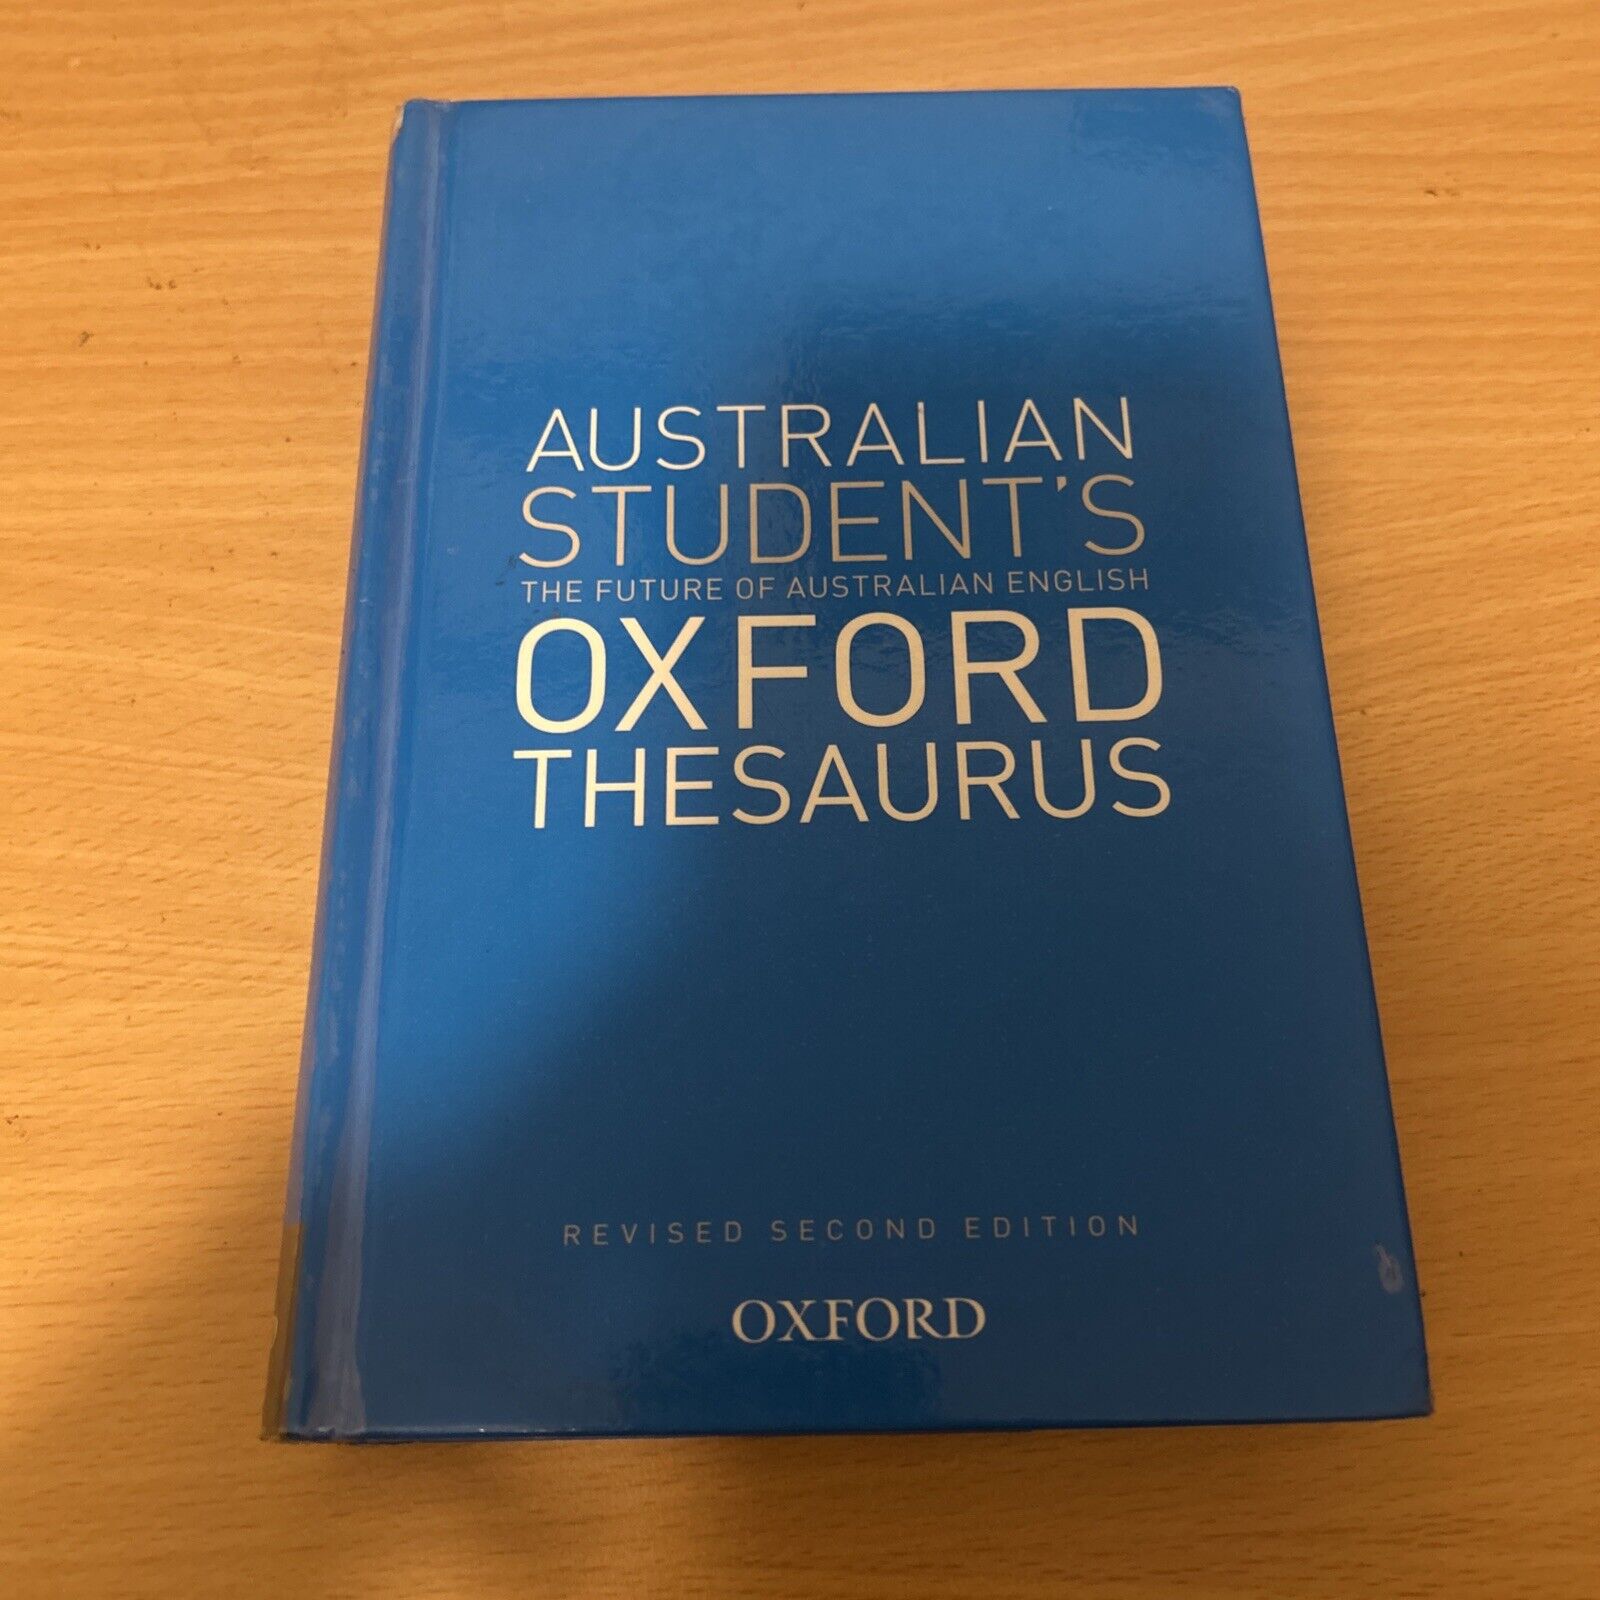 AUSTRALIAN
STUDENT'S
THE FUTURE OF AUSTRALIAN ENGLISH
OXFORD
THESAURUS
REVISED SECOND EDITION
OXFORD